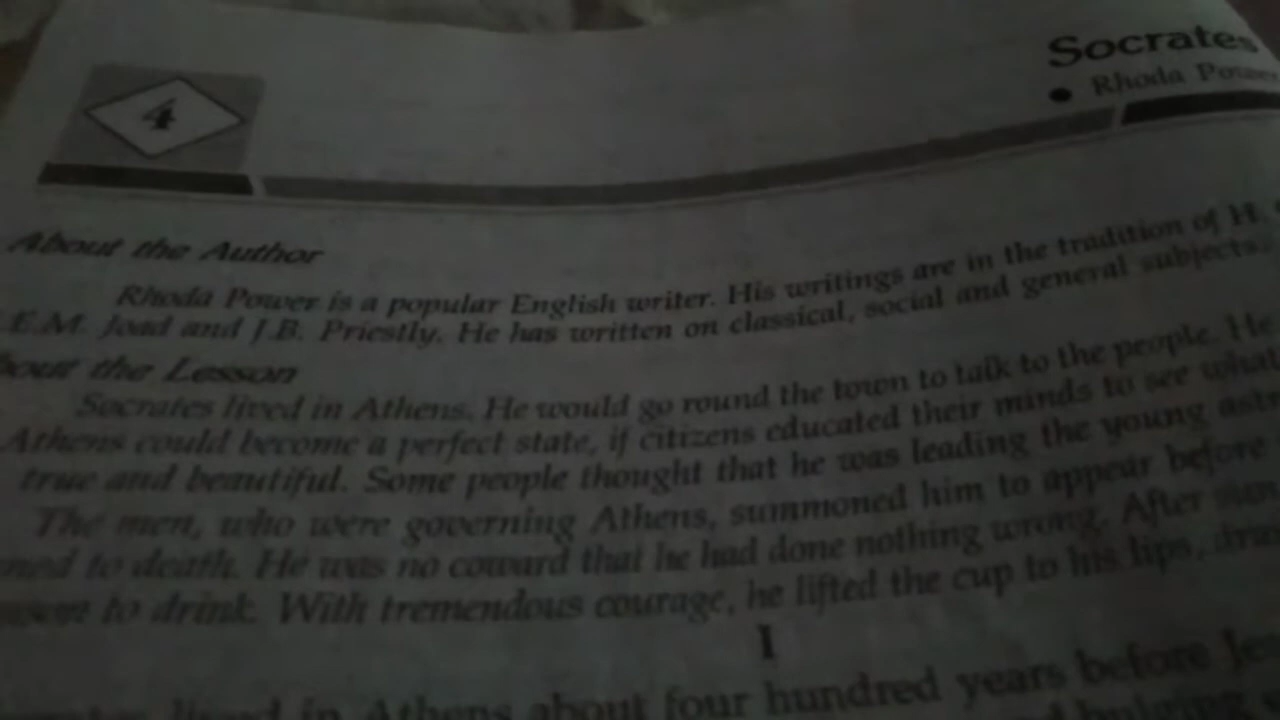 4
Socrates
● Rhoda Power
About the Author
Rhoda Power is a popular English writer. His writings are in the tradition of H.
E.M. Joad and J.B. Priestly. He has written on classical, social and general subjects.
the Lesson
Socrates lived in Athens. He would go round the town to talk to the people. He
Athens could become a perfect state, if citizens educated their minds to see what
true and beautiful. Some people thought that he was leading the young
The men, who were governing Athens, summoned him to appear before
to death. He was no coward that he had done nothing wrong. After
to drink. With tremendous courage, he lifted the cup to his lips,
I
lived in Athens about four hundred years before